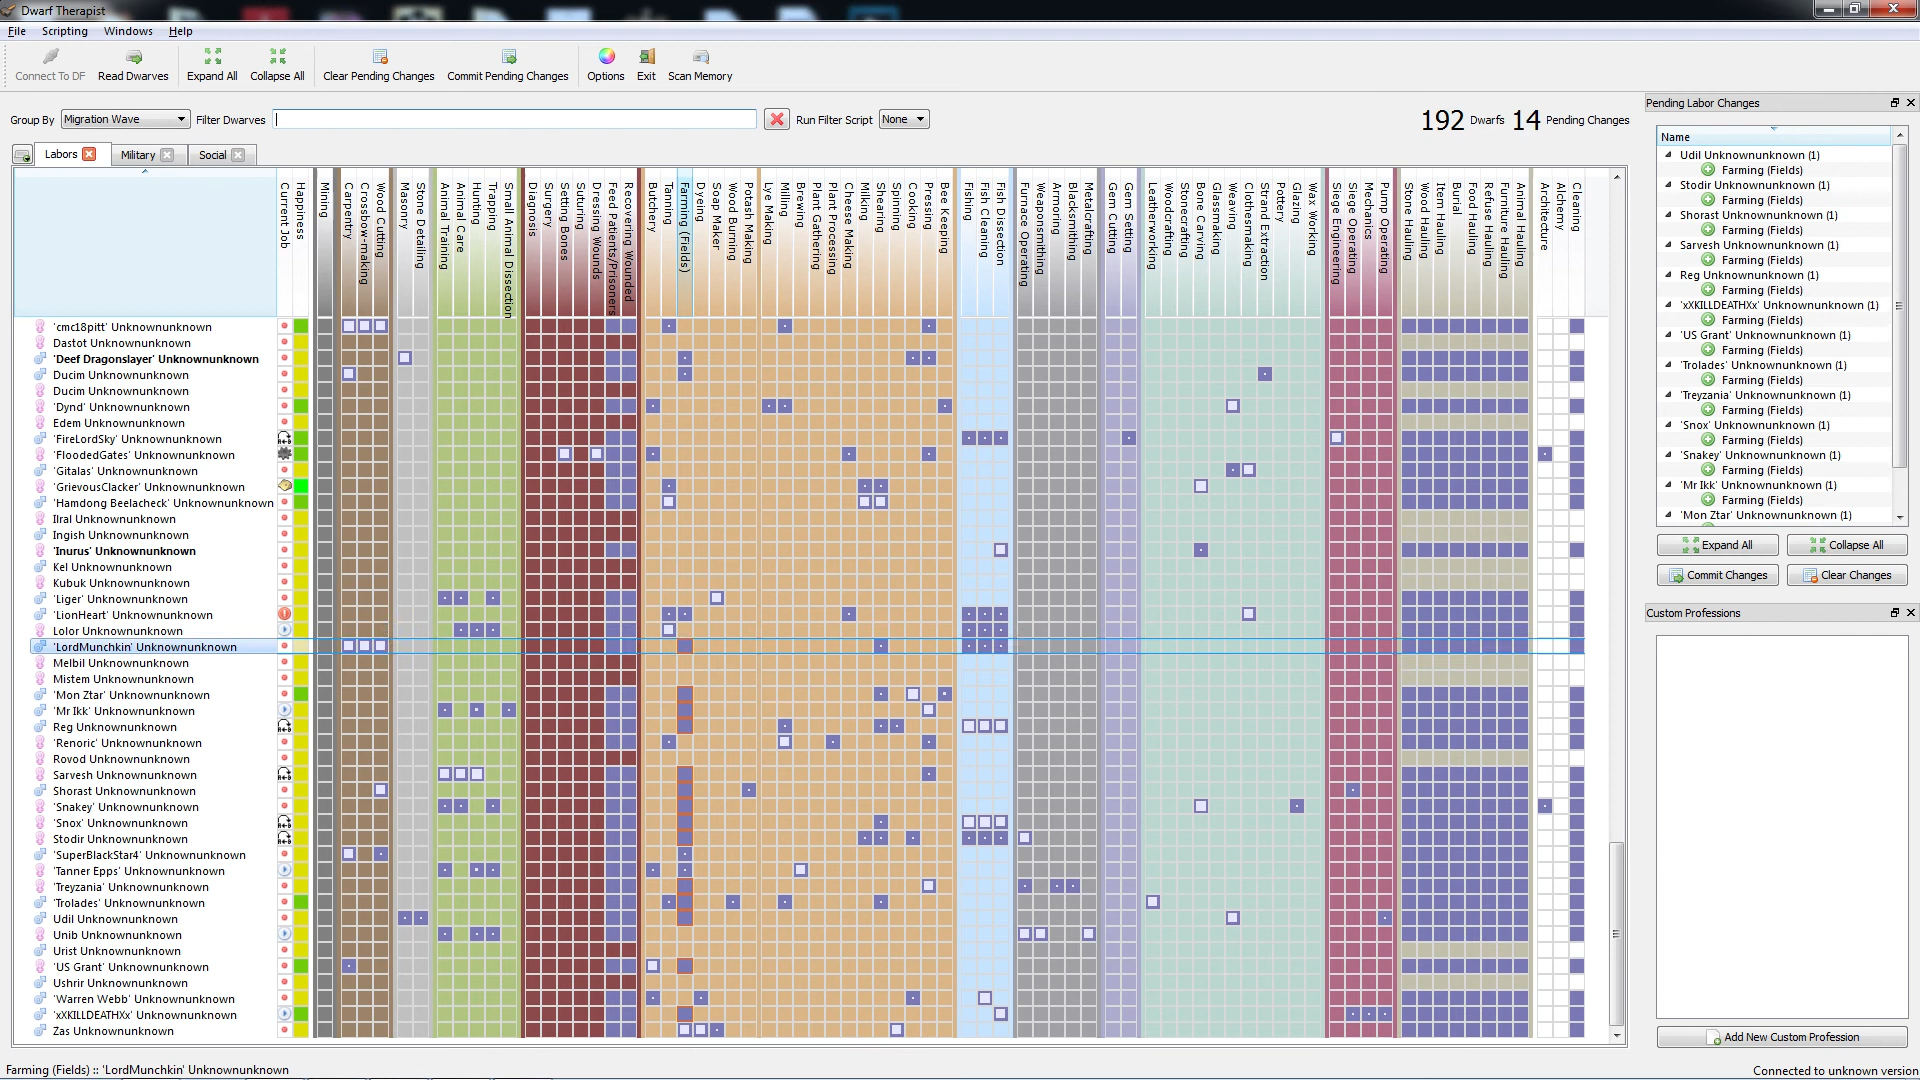 Dwarf Therapist
File Scripting Windows Help
Connect To DF Read Dwarves Expand All Collapse All Clear Pending Changes Commit Pending Changes Options Exit Scan Memory
Group By Migration Wave Filter Dwarves Run Filter Script None 192 Dwarfs 14 Pending Changes
Labors Military Social
Current Job
Happiness
Mining
Carpentry
Crossbow-making
Wood Cutting
Masonry
Stone Detailing
Animal Training
Animal Care
Hunting
Trapping
Small Animal Dissection
Diagnosis
Surgery
Setting Bones
Suturing
Dressing Wounds
Feed Patients/Prisoners
Recovering Wounded
Butchery
Tanning
Farming (Fields)
Dyeing
Soap Maker
Wood Burning
Potash Making
Lye Making
Milling
Brewing
Plant Gathering
Plant Processing
Cheese Making
Milking
Shearing
Spinning
Cooking
Pressing
Bee Keeping
Fishing
Fish Cleaning
Fish Dissection
Furnace Operating
Weaponsmithing
Armoring
Blacksmithing
Metalcrafting
Gem Cutting
Gem Setting
Leatherworking
Woodcrafting
Stonecrafting
Bone Carving
Glassmaking
Weaving
Clothesmaking
Strand Extraction
Pottery
Glazing
Wax Working
Siege Engineering
Siege Operating
Mechanics
Pump Operating
Stone Hauling
Wood Hauling
Item Hauling
Burial
Food Hauling
Refuse Hauling
Furniture Hauling
Animal Hauling
Architecture
Alchemy
Cleaning
'cmc18pitt' Unknownunknown
Dastot Unknownunknown
'Deef Dragonslayer' Unknownunknown
Ducim Unknownunknown
Ducim Unknownunknown
'Dynd' Unknownunknown
Edem Unknownunknown
'FireLordSky' Unknownunknown
'FloodedGates' Unknownunknown
'Gitalas' Unknownunknown
'GrievousClacker' Unknownunknown
'Hamdong Beelacheck' Unknownunknown
Ilral Unknownunknown
Ingish Unknownunknown
'Inurus' Unknownunknown
Kel Unknownunknown
Kubuk Unknownunknown
'Liger' Unknownunknown
'LionHeart' Unknownunknown
Lolor Unknownunknown
'LordMunchkin' Unknownunknown
Melbil Unknownunknown
Mistem Unknownunknown
'Mon Ztar' Unknownunknown
'Mr Ikk' Unknownunknown
Reg Unknownunknown
'Renoric' Unknownunknown
Rovod Unknownunknown
Sarvesh Unknownunknown
Shorast Unknownunknown
'Snakey' Unknownunknown
'Snox' Unknownunknown
Stodir Unknownunknown
'SuperBlackStar4' Unknownunknown
'Tanner Epps' Unknownunknown
'Treyzania' Unknownunknown
'Trolades' Unknownunknown
Udil Unknownunknown
Unib Unknownunknown
Urist Unknownunknown
'US Grant' Unknownunknown
Ushrir Unknownunknown
'Warren Webb' Unknownunknown
'xXKILLDEATHXx' Unknownunknown
Zas Unknownunknown
Pending Labor Changes
Name
Udil Unknownunknown (1)
Farming (Fields)
Stodir Unknownunknown (1)
Farming (Fields)
Shorast Unknownunknown (1)
Farming (Fields)
Sarvesh Unknownunknown (1)
Farming (Fields)
Reg Unknownunknown (1)
Farming (Fields)
'xXKILLDEATHXx' Unknownunknown (1)
Farming (Fields)
'US Grant' Unknownunknown (1)
Farming (Fields)
'Trolades' Unknownunknown (1)
Farming (Fields)
'Treyzania' Unknownunknown (1)
Farming (Fields)
'Snox' Unknownunknown (1)
Farming (Fields)
'Snakey' Unknownunknown (1)
Farming (Fields)
'Mr Ikk' Unknownunknown (1)
Farming (Fields)
'Mon Ztar' Unknownunknown (1)
Expand All Collapse All
Commit Changes Clear Changes
Custom Professions
Add New Custom Profession
Farming (Fields) :: 'LordMunchkin' Unknownunknown
Connected to unknown version